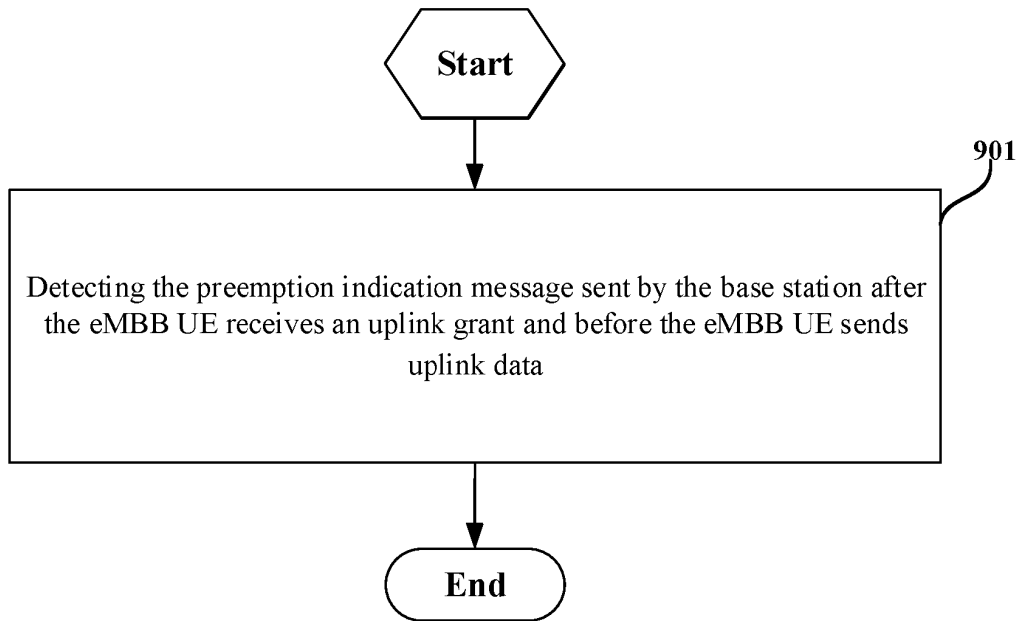 Start
901
Detecting the preemption indication message sent by the base station after
the eMBB UE receives an uplink grant and before the eMBB UE sends
uplink data
End